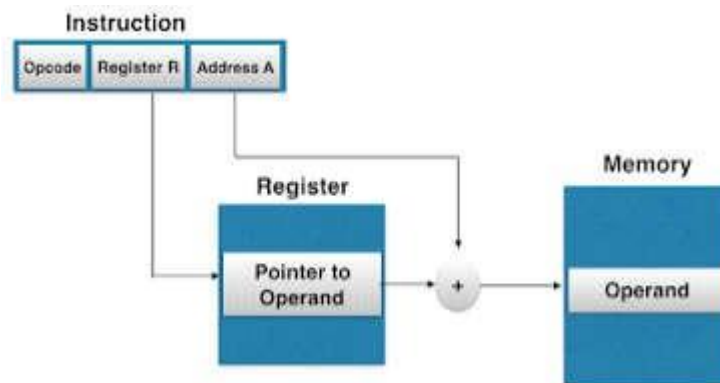 Instruction
Opcode
Register R
Address A
Register
Memory
Pointer to
Operand
+
Operand